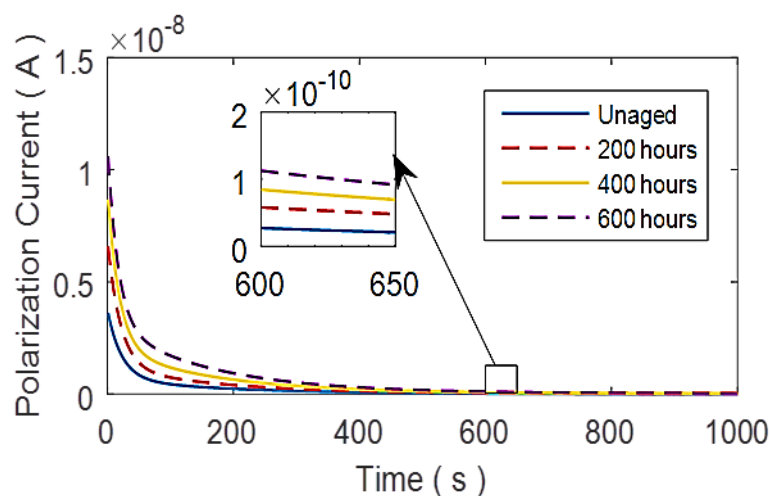 ×10^-8
1.5
1
0.5
0
Polarization Current ( A )
×10^-10
2
1
0
600 650
Unaged
200 hours
400 hours
600 hours
0 200 400 600 800 1000
Time ( s )